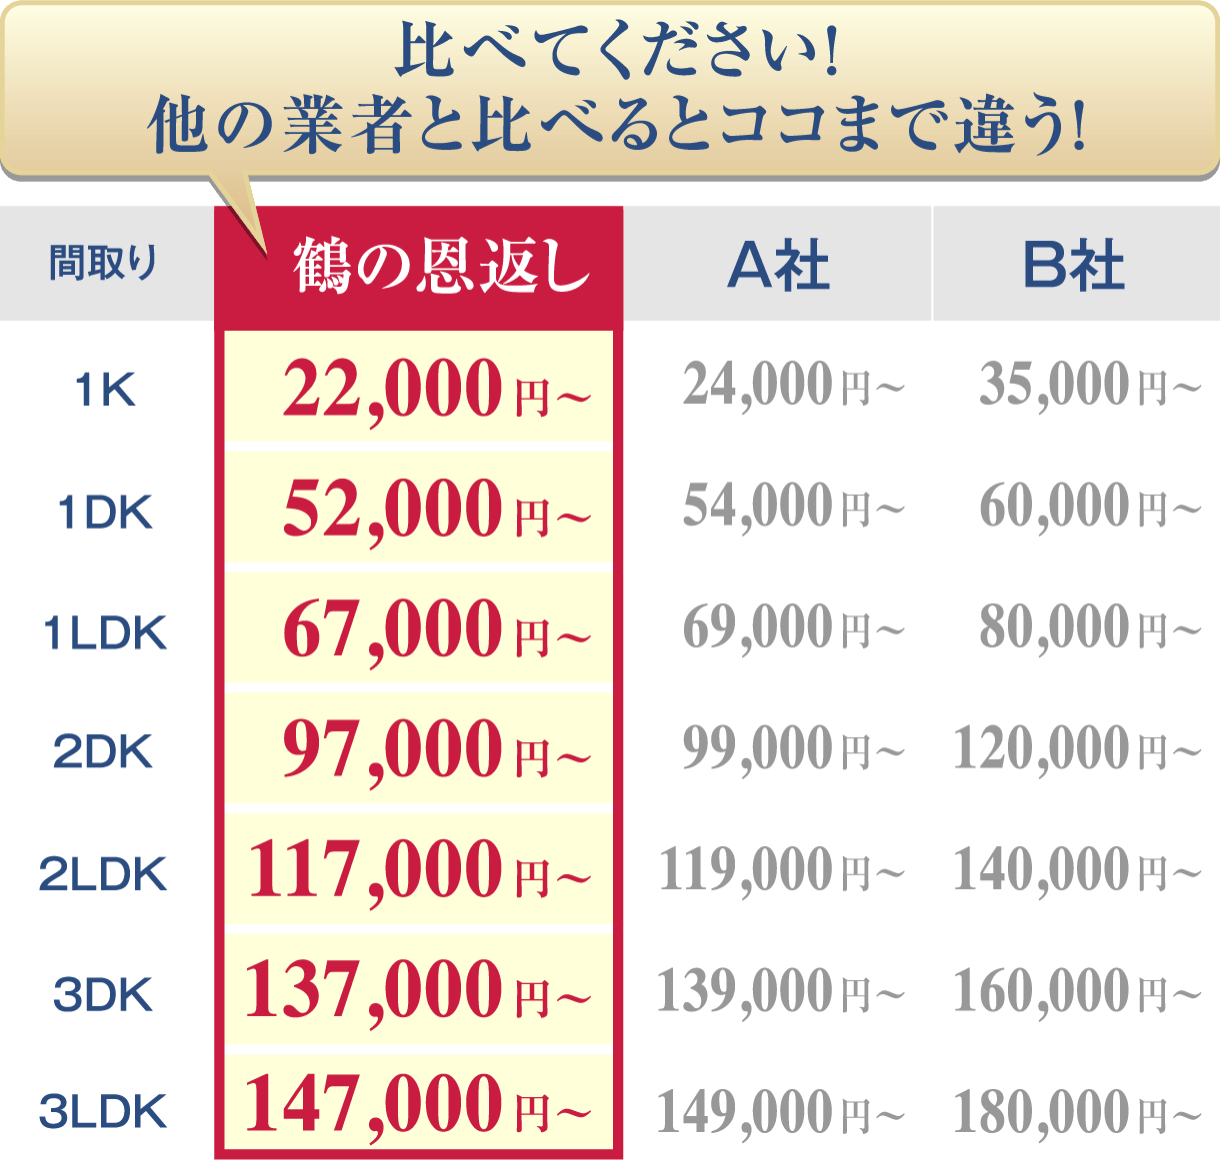 比べてください!
他の業者と比べるとココまで違う!
間取り 鶴の恩返し A社 B社
1K 22,000円〜 24,000円〜 35,000円〜
1DK 52,000円〜 54,000円〜 60,000円〜
1LDK 67,000円〜 69,000円〜 80,000円〜
2DK 97,000円〜 99,000円〜 120,000円〜
2LDK 117,000円〜 119,000円〜 140,000円〜
3DK 137,000円〜 139,000円〜 160,000円〜
3LDK 147,000円〜 149,000円〜 180,000円〜